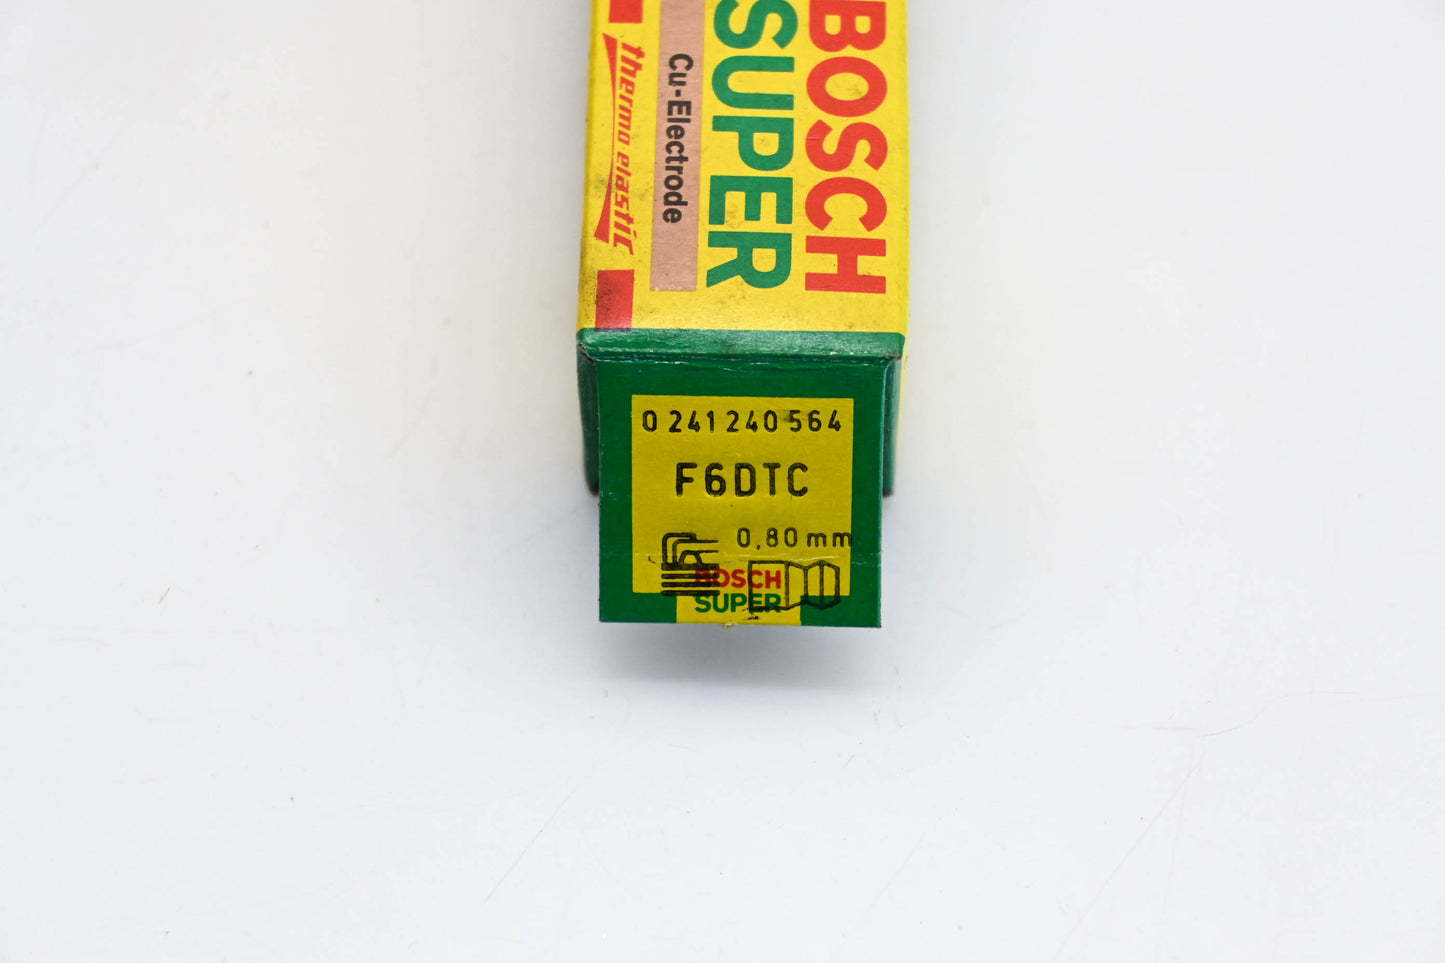 BOSCH
SUPER
Cu-Electrode
thermo-elastic
0 241 240 564
F6DTC
0,80 mm
BOSCH
SUPER